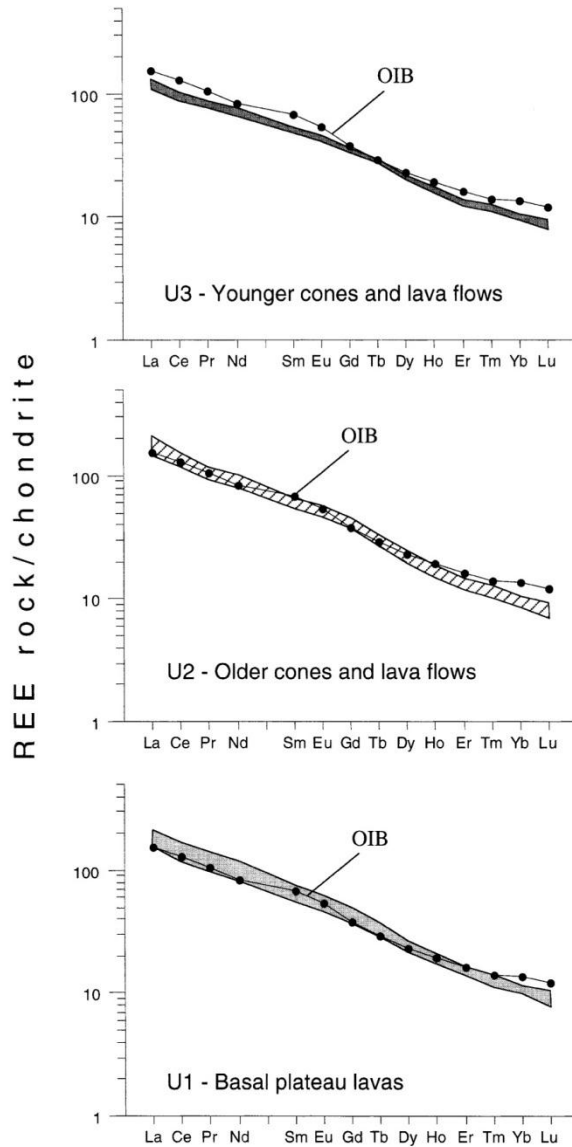 REE rock/chondrite
100
10
1
OIB
U3 - Younger cones and lava flows
La Ce Pr Nd Sm Eu Gd Tb Dy Ho Er Tm Yb Lu
100
10
1
OIB
U2 - Older cones and lava flows
La Ce Pr Nd Sm Eu Gd Tb Dy Ho Er Tm Yb Lu
100
10
1
OIB
U1 - Basal plateau lavas
La Ce Pr Nd Sm Eu Gd Tb Dy Ho Er Tm Yb Lu